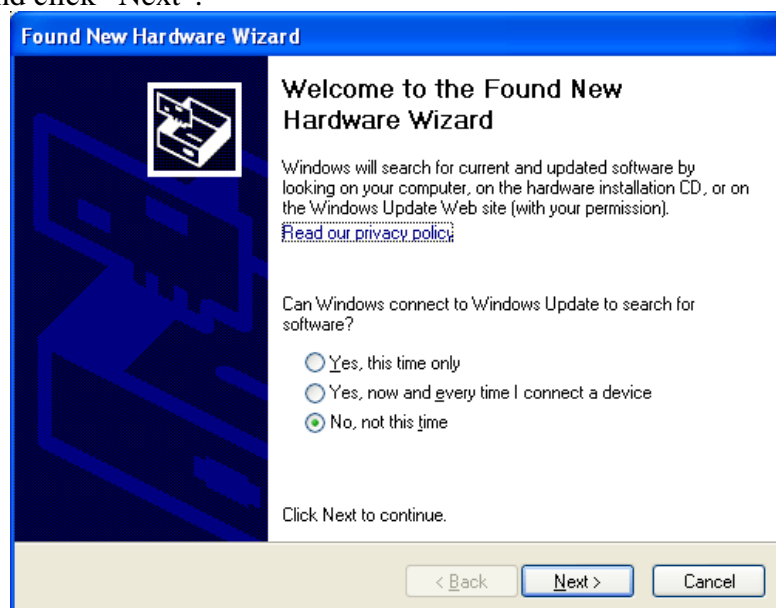 and click "Next".
Found New Hardware Wizard
Welcome to the Found New
Hardware Wizard
Windows will search for current and updated software by
looking on your computer, on the hardware installation CD, or on
the Windows Update Web site (with your permission).
Read our privacy policy
Can Windows connect to Windows Update to search for
software?
Yes, this time only
Yes, now and every time I connect a device
No, not this time
Click Next to continue.
< Back
Next >
Cancel